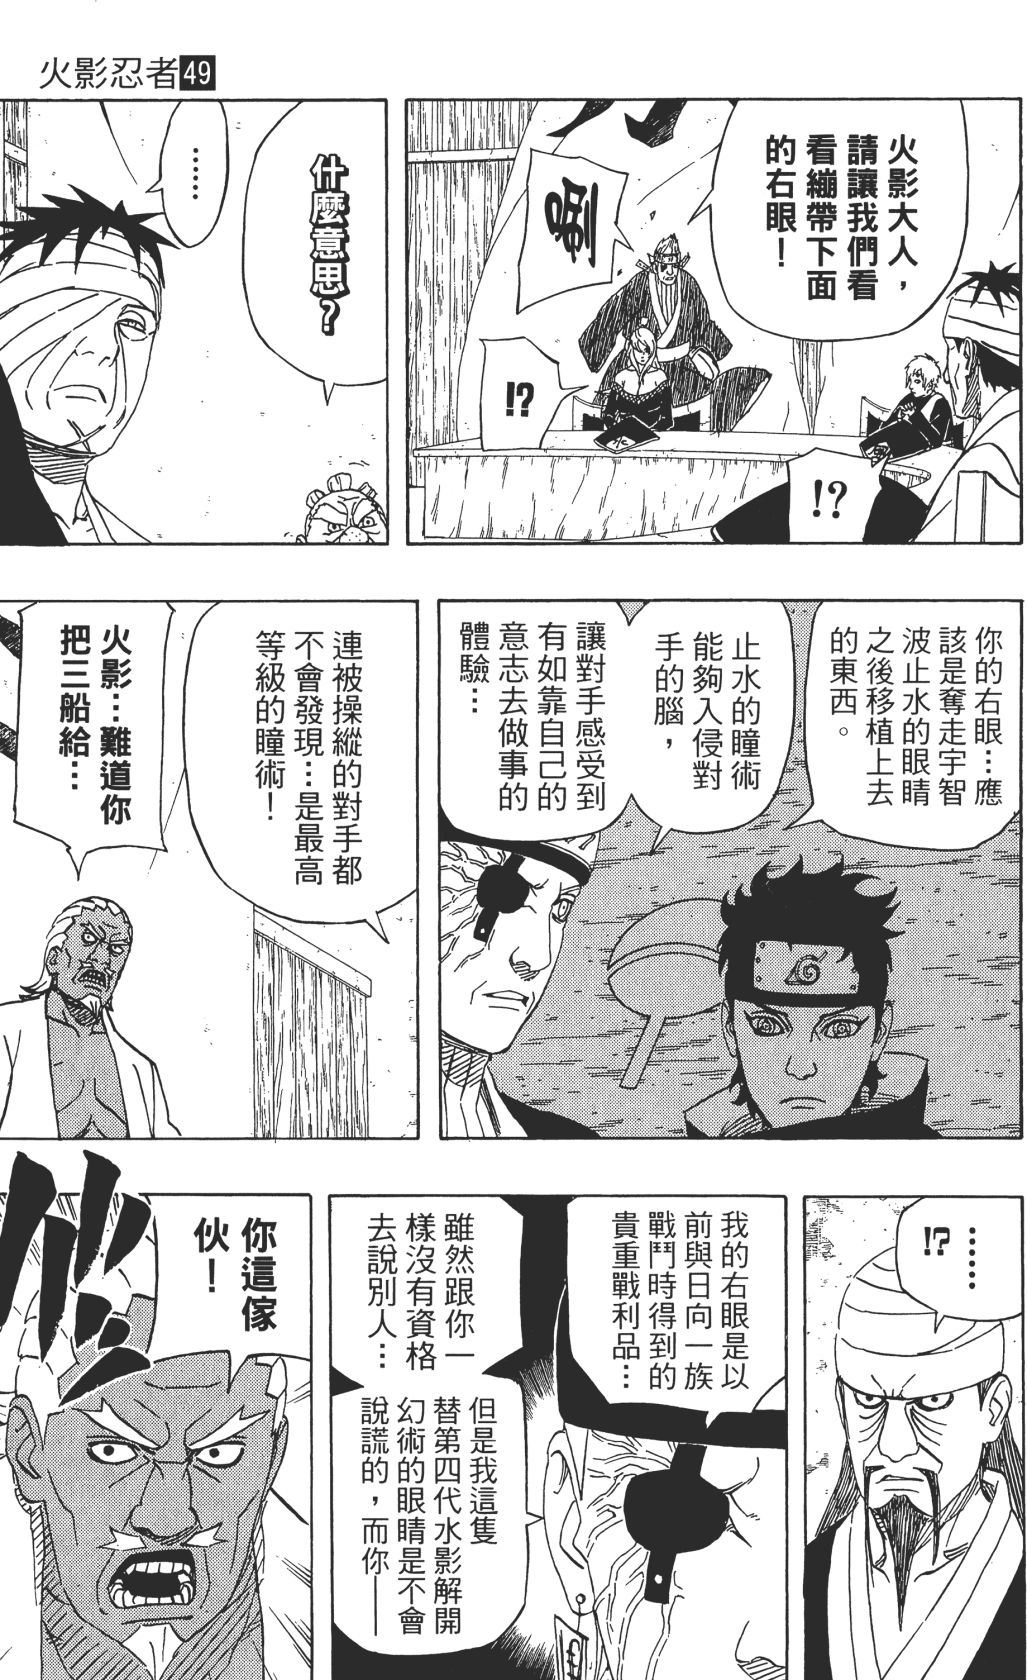 火影忍者49
火影大人，
請讓我們看
看繃帶下面
的右眼！
唰
!?
!?
什麼意思？
……
你的右眼…應
該是奪走宇智
波止水的眼睛
之後移植上去
的東西。
止水的瞳術
能夠入侵對
手的腦，
讓對手感受到
有如靠自己的
意志去做事的
體驗…
連被操縱的對手都
不會發現…是最高
等級的瞳術！
火影…難道你
把三船給…
……
!?
我的右眼是以
前與日向一族
戰鬥時得到的
貴重戰利品…
雖然跟你一
樣沒有資格
去說別人…
但是我這隻
替第四代水影解開
幻術的眼睛是不會
說謊的，而你——
你這傢
伙！